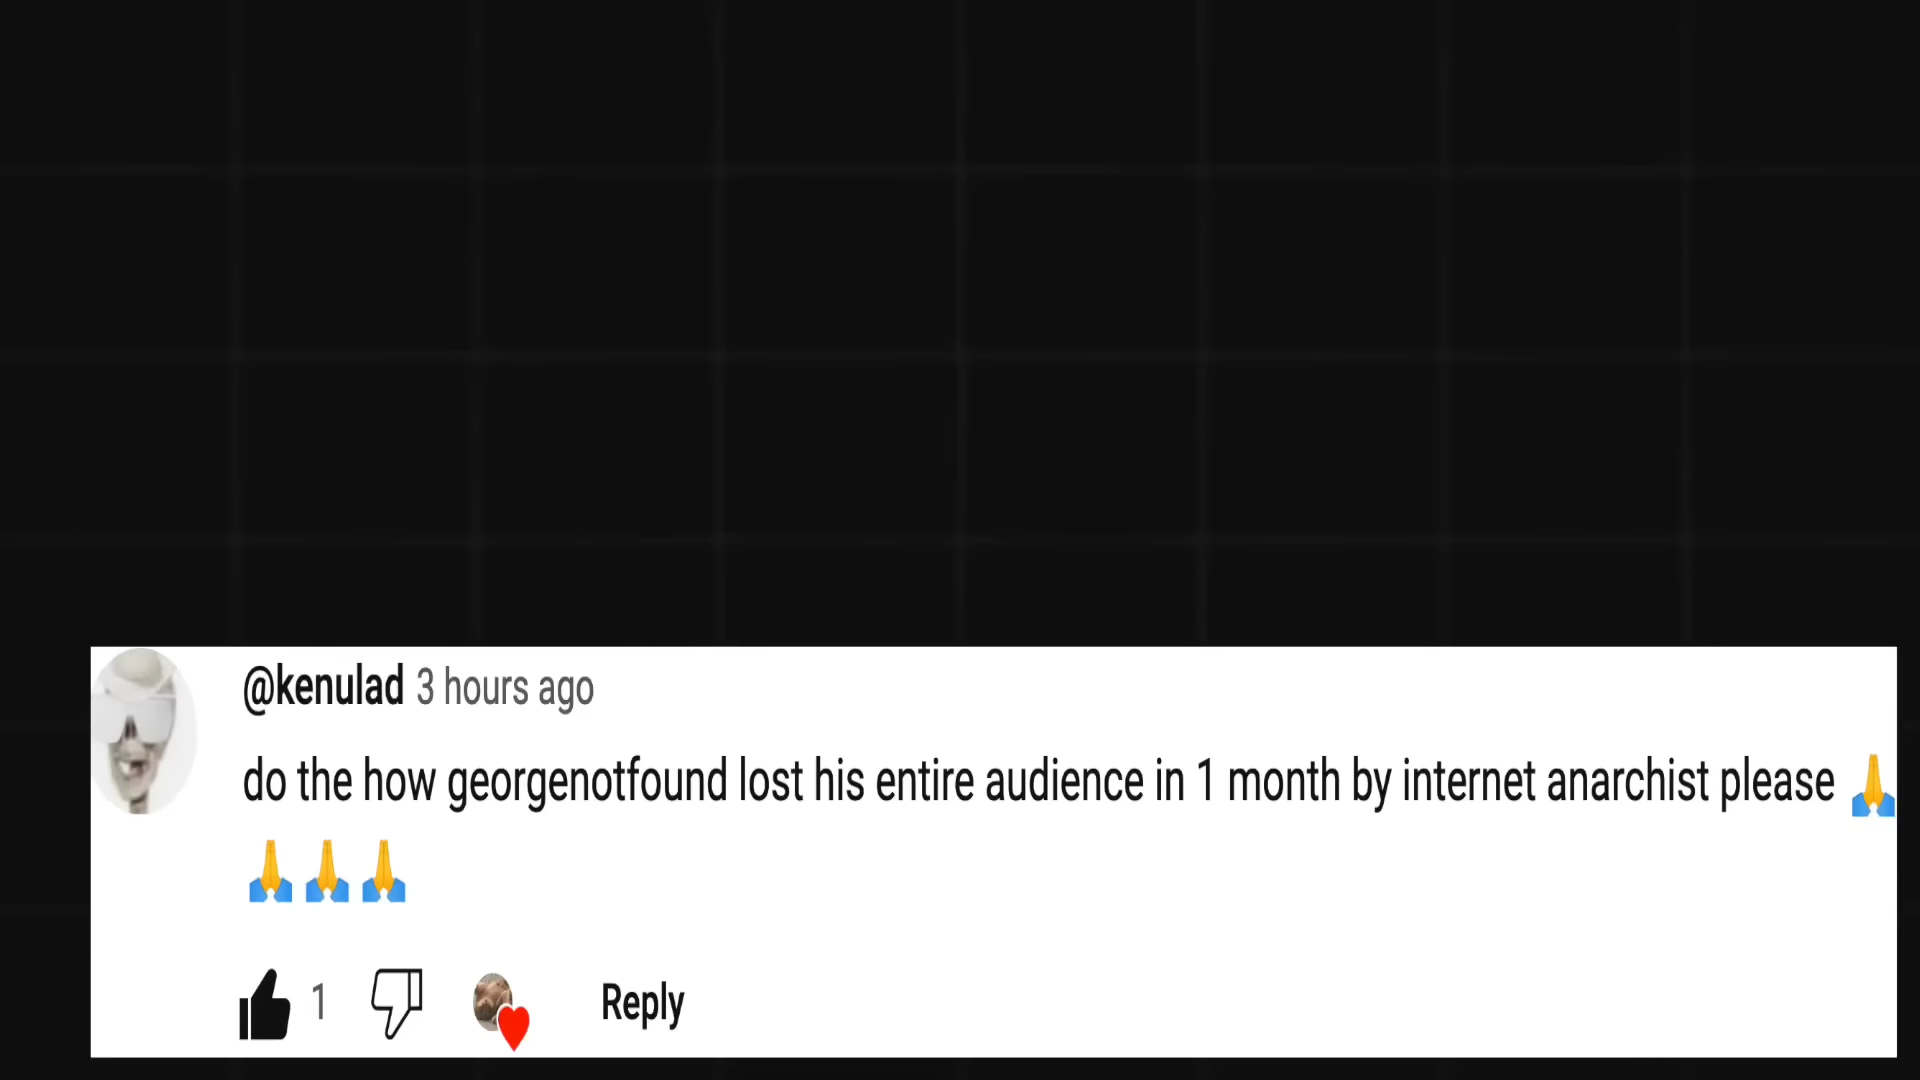 @kenulad 3 hours ago
do the how georgenotfound lost his entire audience in 1 month by internet anarchist please 🙏
🙏🙏🙏
1 Reply